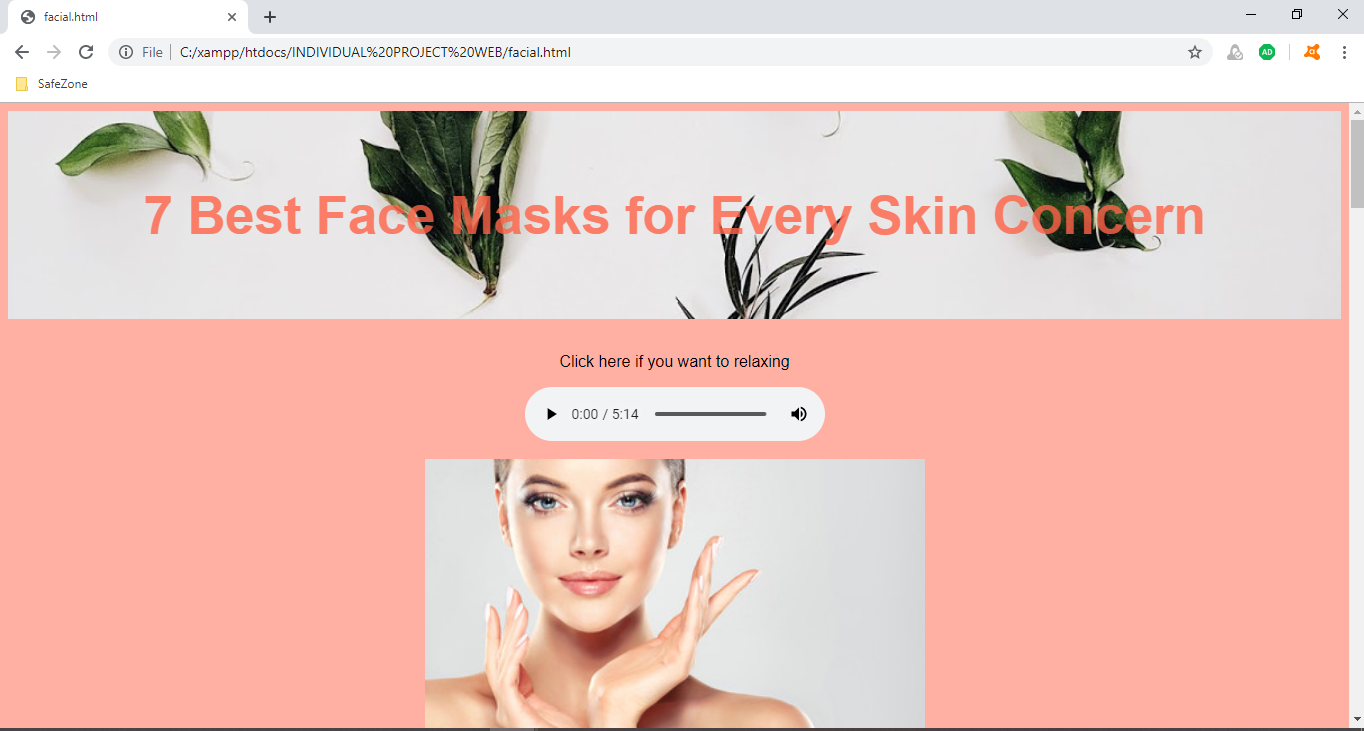 facial.html
File
C:/xampp/htdocs/INDIVIDUAL%20PROJECT%20WEB/facial.html
AD
SafeZone
7 Best Face Masks for Every Skin Concern
Click here if you want to relaxing
0:00 / 5:14